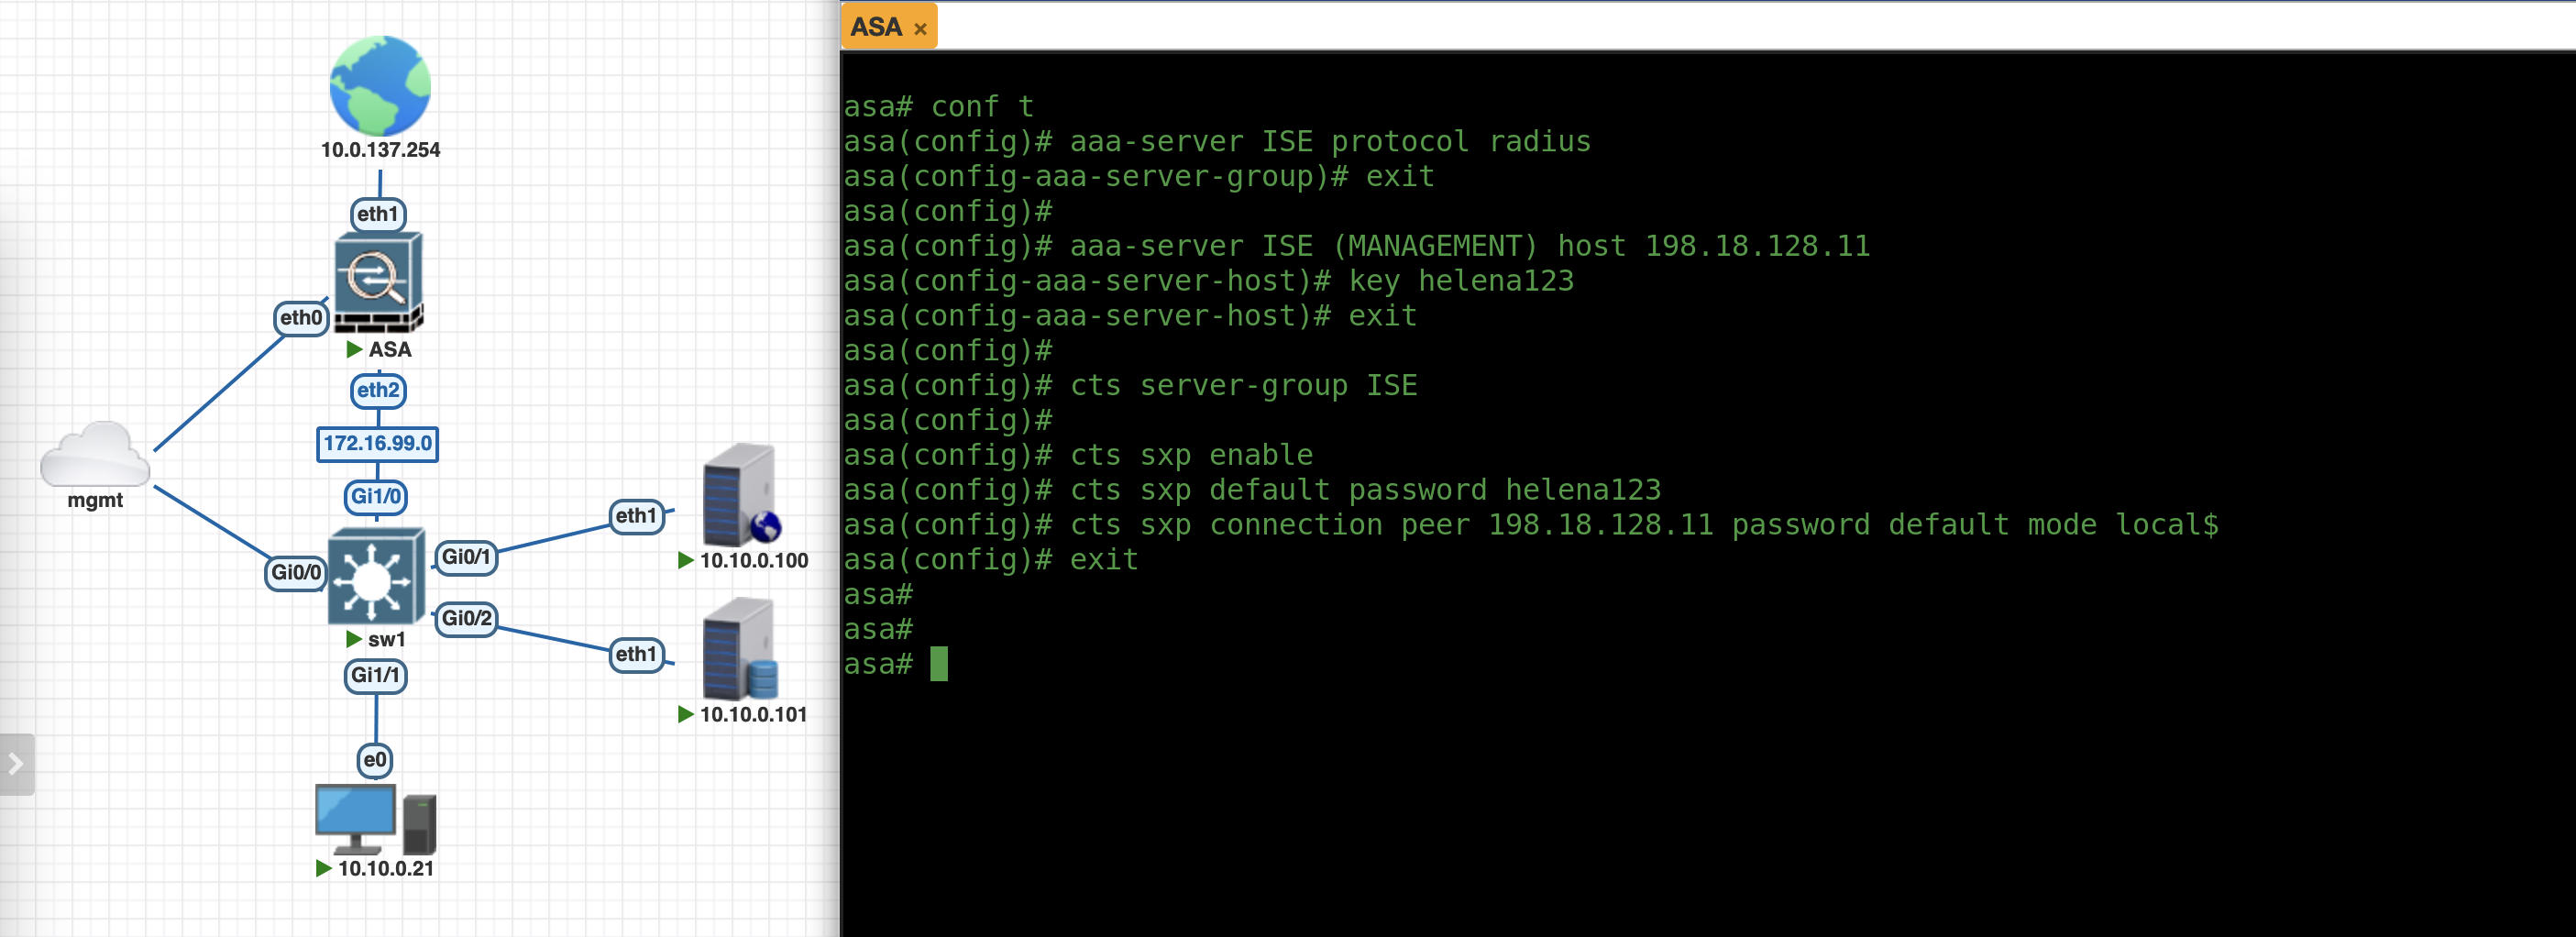 10.0.137.254
eth1
ASA
eth0
eth2
172.16.99.0
mgmt
Gi1/0
Gi0/0
sw1
Gi0/1
eth1
10.10.0.100
Gi0/2
eth1
10.10.0.101
Gi1/1
e0
10.10.0.21
ASA ×
asa# conf t
asa(config)# aaa-server ISE protocol radius
asa(config-aaa-server-group)# exit
asa(config)#
asa(config)# aaa-server ISE (MANAGEMENT) host 198.18.128.11
asa(config-aaa-server-host)# key helena123
asa(config-aaa-server-host)# exit
asa(config)#
asa(config)# cts server-group ISE
asa(config)#
asa(config)# cts sxp enable
asa(config)# cts sxp default password helena123
asa(config)# cts sxp connection peer 198.18.128.11 password default mode local$
asa(config)# exit
asa#
asa#
asa#